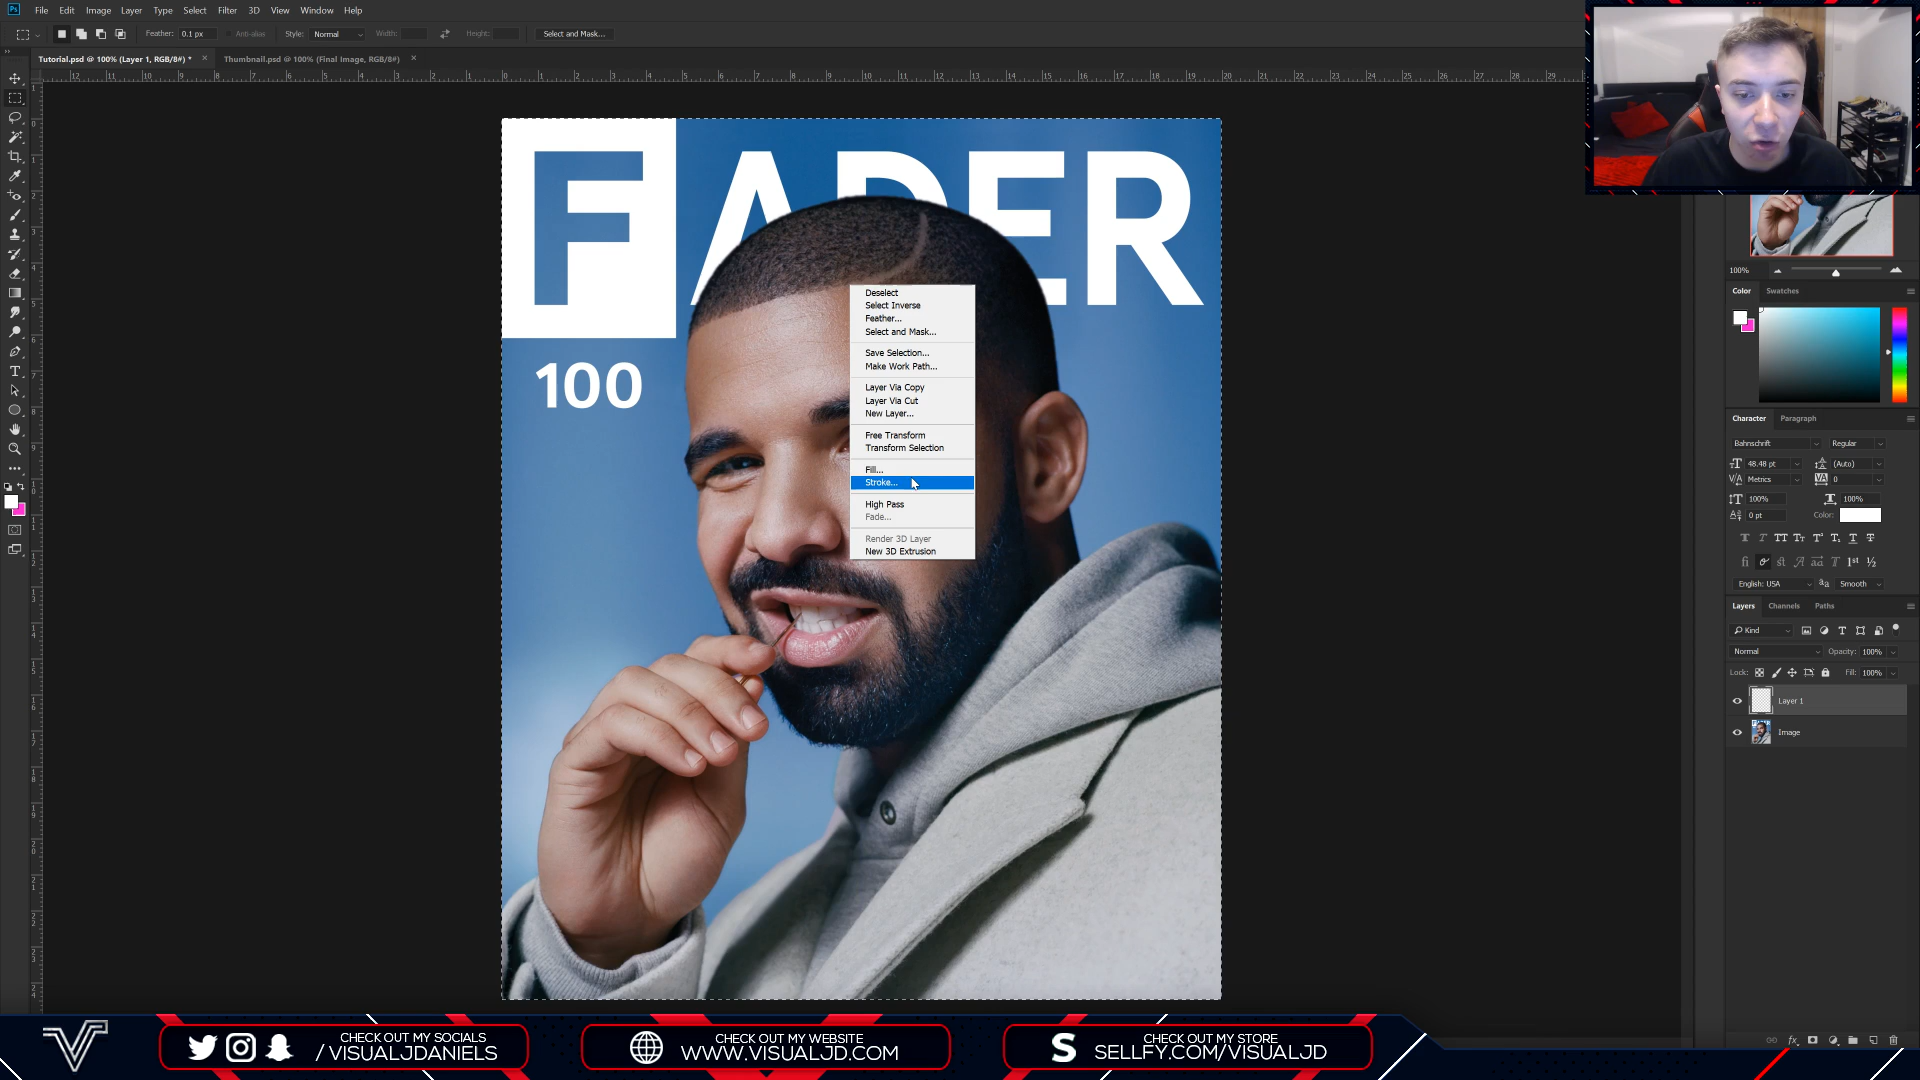 File Edit Image Layer Type Select Filter 3D View Window Help
Feather: 0.1 px Anti-alias Style: Normal Width: Height: Select and Mask...
Tutorial.psd @ 100% (Layer 1, RGB/8#) * Thumbnail.psd @ 100% (Final Image, RGB/8#)
FADER
100
Deselect
Select Inverse
Feather...
Select and Mask...
Save Selection...
Make Work Path...
Layer Via Copy
Layer Via Cut
New Layer...
Free Transform
Transform Selection
Fill...
Stroke...
High Pass
Fade...
Render 3D Layer
New 3D Extrusion
100%
Color Swatches
Character Paragraph
Bahnschrift Regular
48.48 pt (Auto)
Metrics 0
100% 100%
0 pt Color:
English: USA Smooth
Layers Channels Paths
Kind
Normal Opacity: 100%
Lock: Fill: 100%
Layer 1
Image
CHECK OUT MY SOCIALS
/VISUALJDANIELS
CHECK OUT MY WEBSITE
WWW.VISUALJD.COM
CHECK OUT MY STORE
SELLFY.COM/VISUALJD